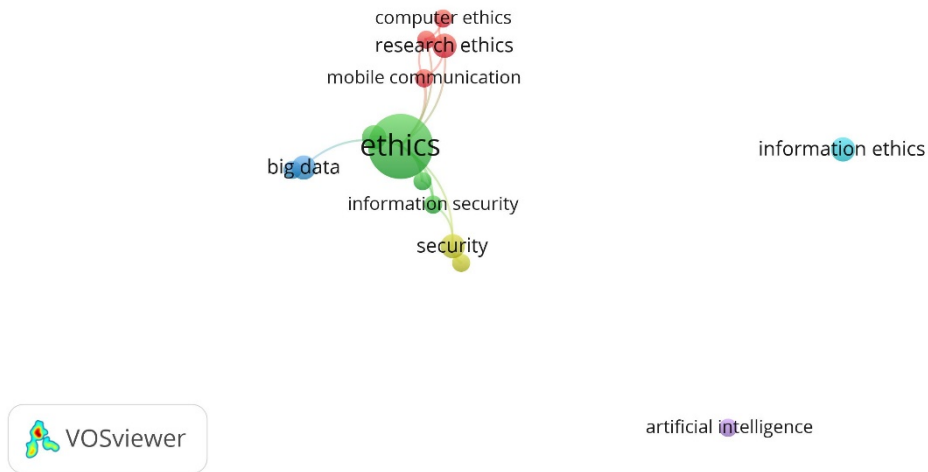 computer ethics
research ethics
mobile communication
ethics
information ethics
big data
information security
security
artificial intelligence
VOSviewer